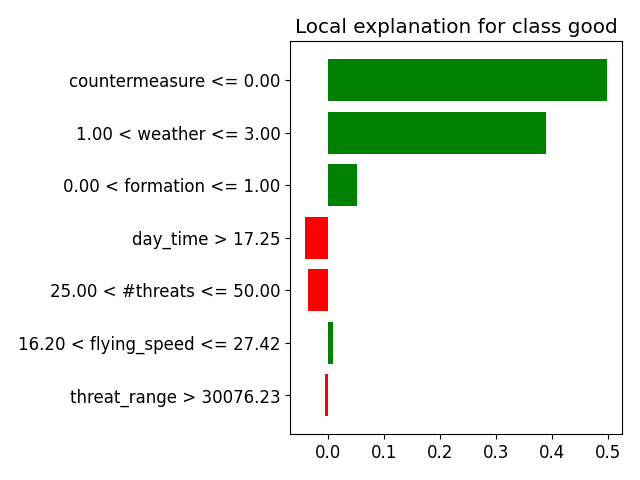 Local explanation for class good
countermeasure <= 0.00
1.00 < weather <= 3.00
0.00 < formation <= 1.00
day_time > 17.25
25.00 < #threats <= 50.00
16.20 < flying_speed <= 27.42
threat_range > 30076.23
0.0 0.1 0.2 0.3 0.4 0.5